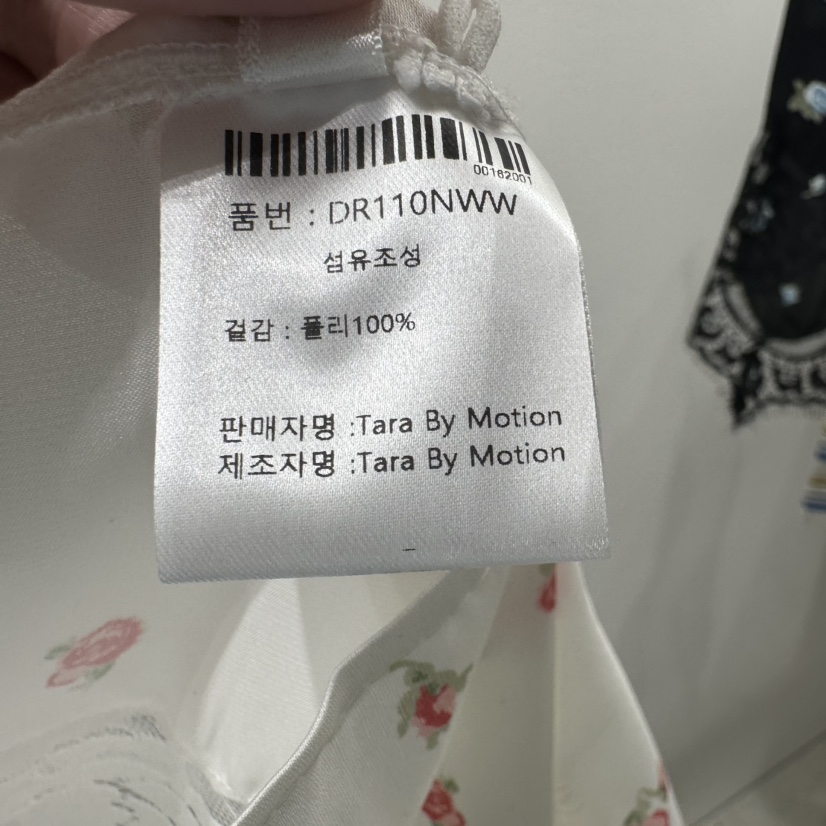 00162001
품번 : DR110NWW
섬유조성
겉감 : 폴리100%
판매자명 :Tara By Motion
제조자명 :Tara By Motion